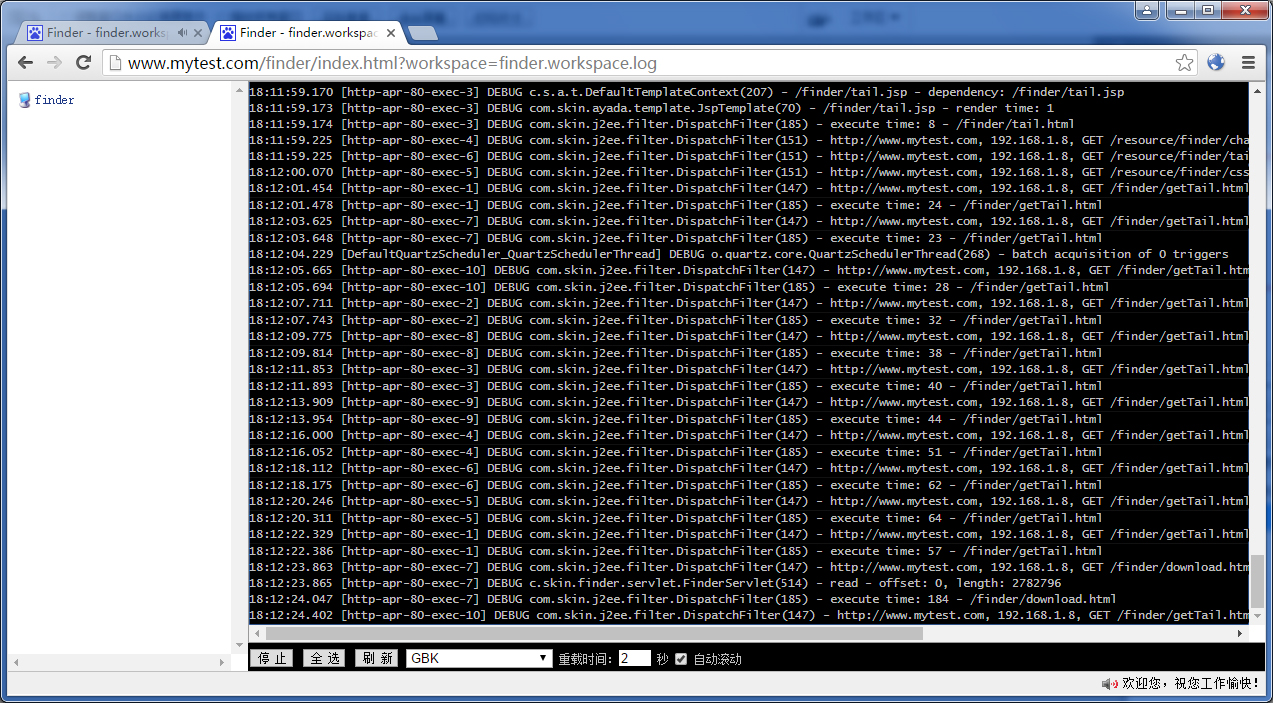 Finder - finder.works
Finder - finder.workspac
www.mytest.com/finder/index.html?workspace=finder.workspace.log
finder
18:11:59.170 [http-apr-80-exec-3] DEBUG c.s.a.t.DefaultTemplateContext(207) - /finder/tail.jsp - dependency: /finder/tail.jsp
18:11:59.173 [http-apr-80-exec-3] DEBUG com.skin.ayada.template.JspTemplate(70) - /finder/tail.jsp - render time: 1
18:11:59.174 [http-apr-80-exec-3] DEBUG com.skin.j2ee.filter.DispatchFilter(185) - execute time: 8 - /finder/tail.html
18:11:59.225 [http-apr-80-exec-4] DEBUG com.skin.j2ee.filter.DispatchFilter(151) - http://www.mytest.com, 192.168.1.8, GET /resource/finder/cha
18:11:59.225 [http-apr-80-exec-6] DEBUG com.skin.j2ee.filter.DispatchFilter(151) - http://www.mytest.com, 192.168.1.8, GET /resource/finder/tai
18:12:00.070 [http-apr-80-exec-5] DEBUG com.skin.j2ee.filter.DispatchFilter(151) - http://www.mytest.com, 192.168.1.8, GET /resource/finder/css
18:12:01.454 [http-apr-80-exec-1] DEBUG com.skin.j2ee.filter.DispatchFilter(147) - http://www.mytest.com, 192.168.1.8, GET /finder/getTail.html
18:12:01.478 [http-apr-80-exec-1] DEBUG com.skin.j2ee.filter.DispatchFilter(185) - execute time: 24 - /finder/getTail.html
18:12:03.625 [http-apr-80-exec-7] DEBUG com.skin.j2ee.filter.DispatchFilter(147) - http://www.mytest.com, 192.168.1.8, GET /finder/getTail.html
18:12:03.648 [http-apr-80-exec-7] DEBUG com.skin.j2ee.filter.DispatchFilter(185) - execute time: 23 - /finder/getTail.html
18:12:04.229 [DefaultQuartzScheduler_QuartzSchedulerThread] DEBUG o.quartz.core.QuartzSchedulerThread(268) - batch acquisition of 0 triggers
18:12:05.665 [http-apr-80-exec-10] DEBUG com.skin.j2ee.filter.DispatchFilter(147) - http://www.mytest.com, 192.168.1.8, GET /finder/getTail.htm
18:12:05.694 [http-apr-80-exec-10] DEBUG com.skin.j2ee.filter.DispatchFilter(185) - execute time: 28 - /finder/getTail.html
18:12:07.711 [http-apr-80-exec-2] DEBUG com.skin.j2ee.filter.DispatchFilter(147) - http://www.mytest.com, 192.168.1.8, GET /finder/getTail.html
18:12:07.743 [http-apr-80-exec-2] DEBUG com.skin.j2ee.filter.DispatchFilter(185) - execute time: 32 - /finder/getTail.html
18:12:09.775 [http-apr-80-exec-8] DEBUG com.skin.j2ee.filter.DispatchFilter(147) - http://www.mytest.com, 192.168.1.8, GET /finder/getTail.html
18:12:09.814 [http-apr-80-exec-8] DEBUG com.skin.j2ee.filter.DispatchFilter(185) - execute time: 38 - /finder/getTail.html
18:12:11.853 [http-apr-80-exec-3] DEBUG com.skin.j2ee.filter.DispatchFilter(147) - http://www.mytest.com, 192.168.1.8, GET /finder/getTail.html
18:12:11.893 [http-apr-80-exec-3] DEBUG com.skin.j2ee.filter.DispatchFilter(185) - execute time: 40 - /finder/getTail.html
18:12:13.909 [http-apr-80-exec-9] DEBUG com.skin.j2ee.filter.DispatchFilter(147) - http://www.mytest.com, 192.168.1.8, GET /finder/getTail.html
18:12:13.954 [http-apr-80-exec-9] DEBUG com.skin.j2ee.filter.DispatchFilter(185) - execute time: 44 - /finder/getTail.html
18:12:16.000 [http-apr-80-exec-4] DEBUG com.skin.j2ee.filter.DispatchFilter(147) - http://www.mytest.com, 192.168.1.8, GET /finder/getTail.html
18:12:16.052 [http-apr-80-exec-4] DEBUG com.skin.j2ee.filter.DispatchFilter(185) - execute time: 51 - /finder/getTail.html
18:12:18.112 [http-apr-80-exec-6] DEBUG com.skin.j2ee.filter.DispatchFilter(147) - http://www.mytest.com, 192.168.1.8, GET /finder/getTail.html
18:12:18.175 [http-apr-80-exec-6] DEBUG com.skin.j2ee.filter.DispatchFilter(185) - execute time: 62 - /finder/getTail.html
18:12:20.246 [http-apr-80-exec-5] DEBUG com.skin.j2ee.filter.DispatchFilter(147) - http://www.mytest.com, 192.168.1.8, GET /finder/getTail.html
18:12:20.311 [http-apr-80-exec-5] DEBUG com.skin.j2ee.filter.DispatchFilter(185) - execute time: 64 - /finder/getTail.html
18:12:22.329 [http-apr-80-exec-1] DEBUG com.skin.j2ee.filter.DispatchFilter(147) - http://www.mytest.com, 192.168.1.8, GET /finder/getTail.html
18:12:22.386 [http-apr-80-exec-1] DEBUG com.skin.j2ee.filter.DispatchFilter(185) - execute time: 57 - /finder/getTail.html
18:12:23.863 [http-apr-80-exec-7] DEBUG com.skin.j2ee.filter.DispatchFilter(147) - http://www.mytest.com, 192.168.1.8, GET /finder/download.htm
18:12:23.865 [http-apr-80-exec-7] DEBUG c.skin.finder.servlet.FinderServlet(514) - read - offset: 0, length: 2782796
18:12:24.047 [http-apr-80-exec-7] DEBUG com.skin.j2ee.filter.DispatchFilter(185) - execute time: 184 - /finder/download.html
18:12:24.402 [http-apr-80-exec-10] DEBUG com.skin.j2ee.filter.DispatchFilter(147) - http://www.mytest.com, 192.168.1.8, GET /finder/getTail.htm
停 止 全 选 刷 新 GBK 重载时间: 2 秒 自动滚动
欢迎您，祝您工作愉快!